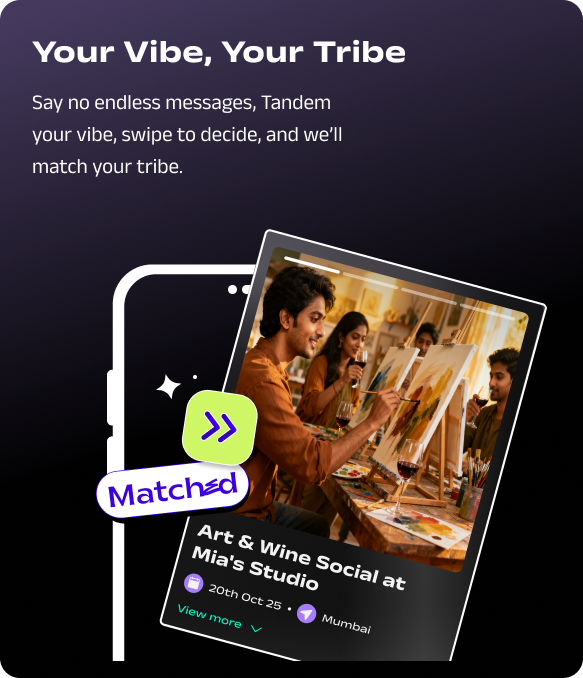 Your Vibe, Your Tribe
Say no endless messages, Tandem
your vibe, swipe to decide, and we’ll
match your tribe.
Matched
Art & Wine Social at
Mia's Studio
20th Oct 25 • Mumbai
View more